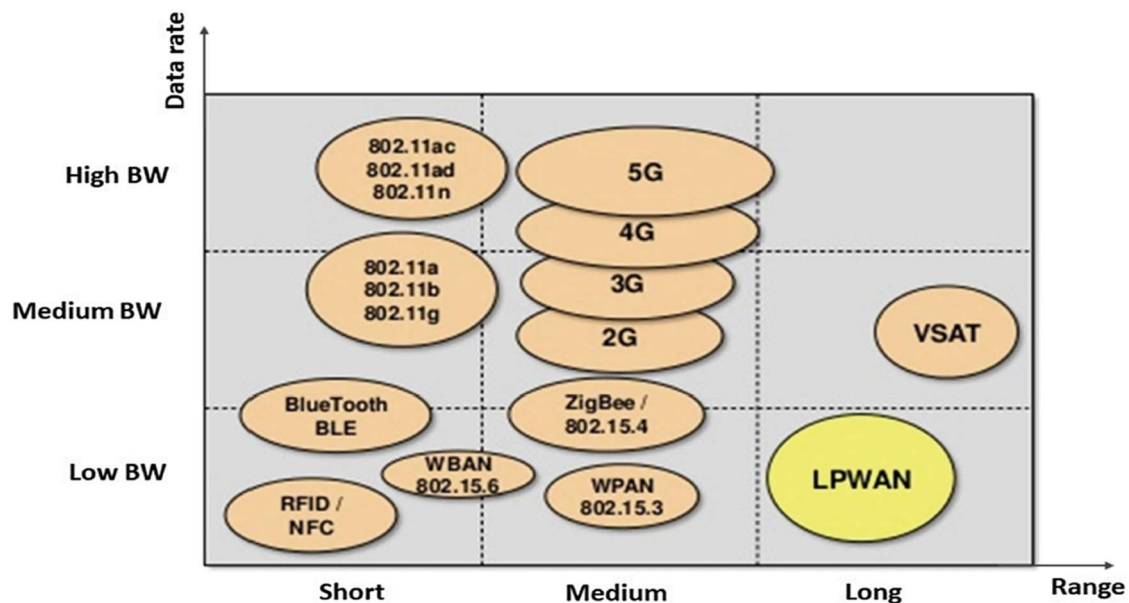 Data rate
High BW
Medium BW
Low BW
802.11ac
802.11ad
802.11n
5G
4G
802.11a
802.11b
802.11g
3G
2G
VSAT
BlueTooth
BLE
ZigBee /
802.15.4
WBAN
802.15.6
WPAN
802.15.3
LPWAN
RFID /
NFC
Short
Medium
Long
Range